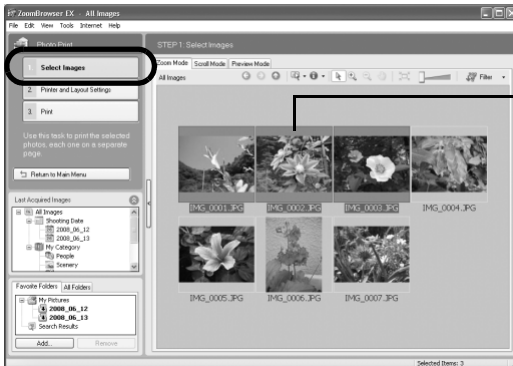 ZoomBrowser EX - All Images
File Edit View Tools Internet Help
Photo Print
1. Select Images
2. Printer and Layout Settings
3. Print
Use this task to print the selected
photos, each one on a separate
page.
Return to Main Menu
Last Acquired Images
All Images
Shooting Date
2008_06_12
2008_06_13
My Category
People
Scenery
Favorite Folders All Folders
My Pictures
2008_06_12
2008_06_13
Search Results
Add... Remove
STEP 1: Select Images
Zoom Mode Scroll Mode Preview Mode
All Images Filter
IMG_0001.JPG IMG_0002.JPG IMG_0003.JPG IMG_0004.JPG
IMG_0005.JPG IMG_0006.JPG IMG_0007.JPG
Selected Items: 3